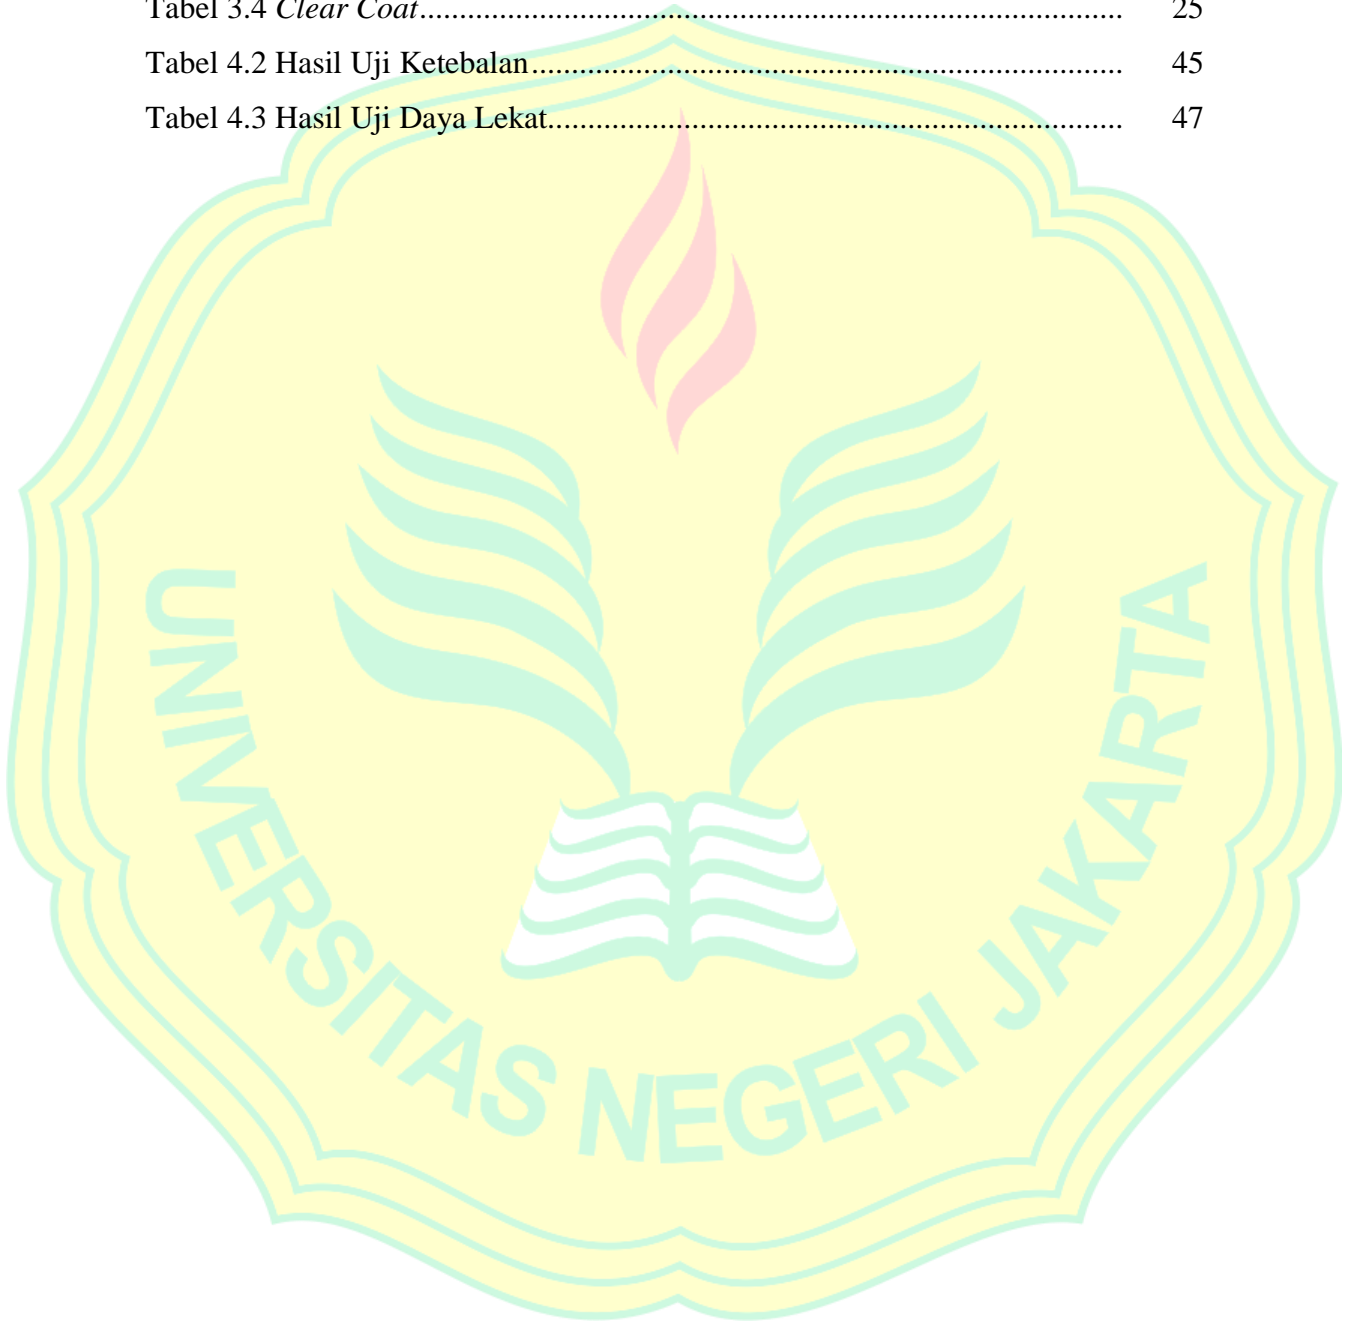 Tabel 3.4 Clear Coat........................................................................................ 25
Tabel 4.2 Hasil Uji Ketebalan.......................................................................... 45
Tabel 4.3 Hasil Uji Daya Lekat........................................................................ 47
UNIVERSITAS NEGERI JAKARTA